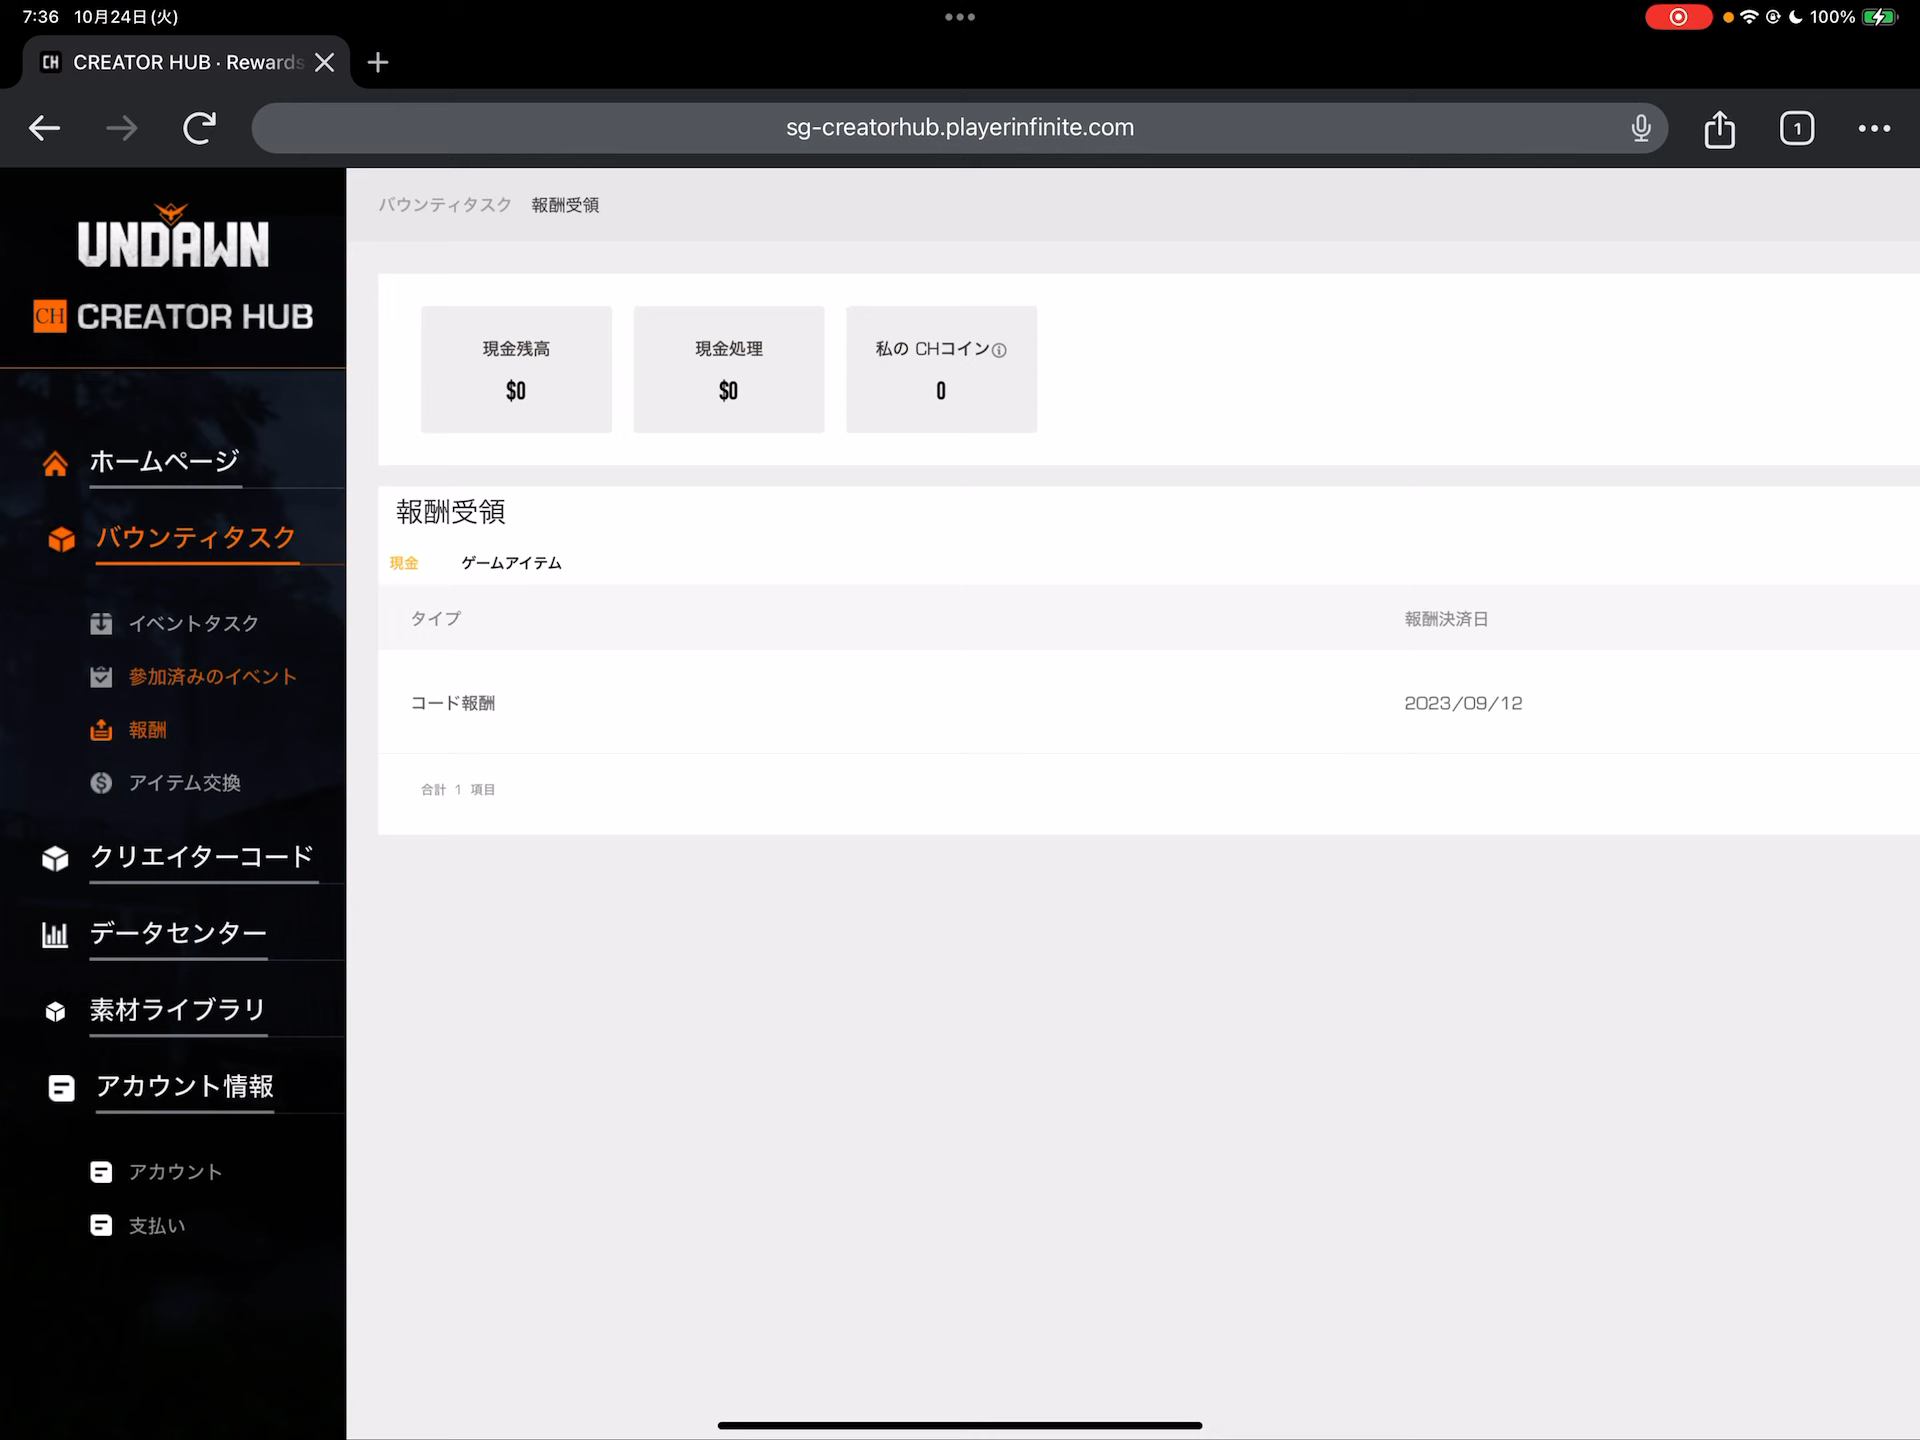 7:36 10月24日(火)
100%
CREATOR HUB · Rewards
sg-creatorhub.playerinfinite.com
1
UNDAWN
CH CREATOR HUB
バウンティタスク 報酬受領
現金残高
$0
現金処理
$0
私の CHコイン
0
ホームページ
バウンティタスク
イベントタスク
参加済みのイベント
報酬
アイテム交換
クリエイターコード
データセンター
素材ライブラリ
アカウント情報
アカウント
支払い
報酬受領
現金 ゲームアイテム
タイプ 報酬決済日
コード報酬 2023/09/12
合計 1 項目